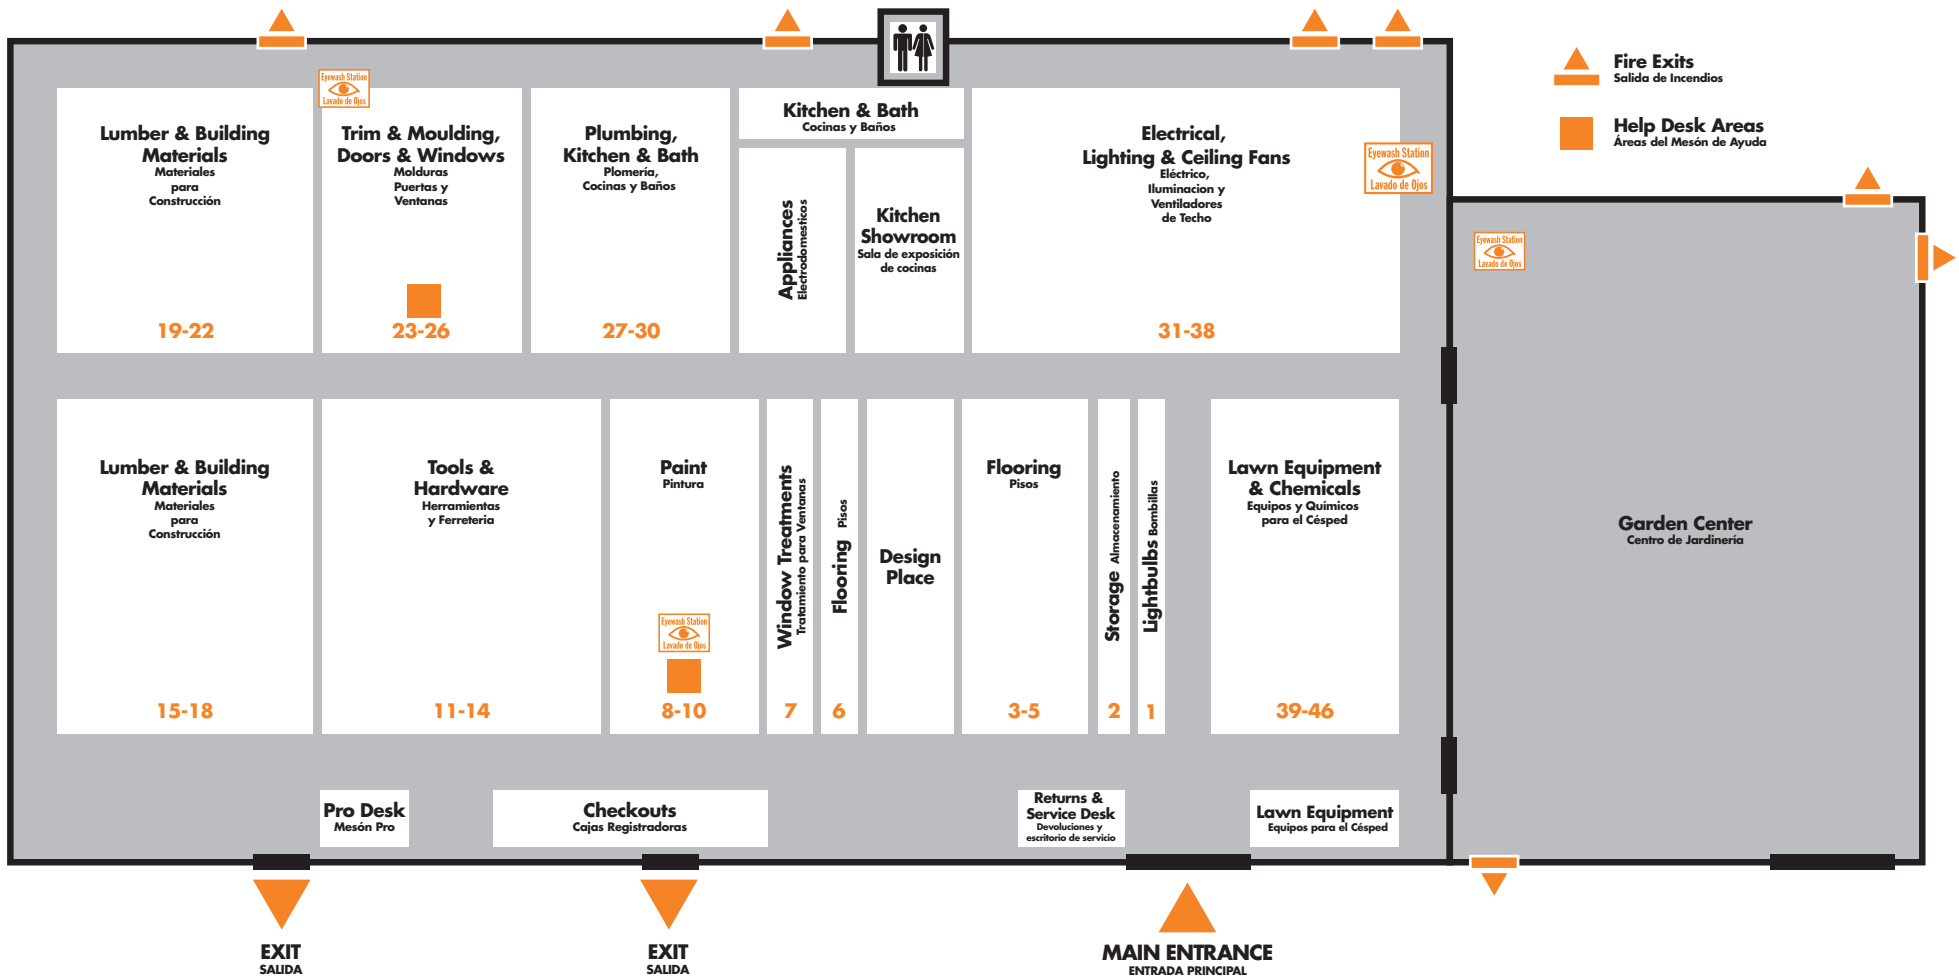 Fire Exits
Salida de Incendios
Help Desk Areas
Áreas del Mesón de Ayuda
Eyewash Station
Lavado de Ojos
Lumber & Building
Materials
Materiales
para
Construcción
19-22
Trim & Moulding,
Doors & Windows
Molduras
Puertas y
Ventanas
23-26
Plumbing,
Kitchen & Bath
Plomería,
Cocinas y Baños
27-30
Kitchen & Bath
Cocinas y Baños
Appliances
Electrodomesticos
Kitchen
Showroom
Sala de exposición
de cocinas
Electrical,
Lighting & Ceiling Fans
Eléctrico,
Iluminacion y
Ventiladores
de Techo
31-38
Eyewash Station
Lavado de Ojos
Eyewash Station
Lavado de Ojos
Lumber & Building
Materials
Materiales
para
Construcción
15-18
Tools &
Hardware
Herramientas
y Ferreteria
11-14
Paint
Pintura
Eyewash Station
Lavado de Ojos
8-10
Window Treatments
Tratamiento para Ventanas
7
Flooring Pisos
6
Design
Place
Flooring
Pisos
3-5
Storage Almacenamiento
2
Lightbulbs Bombillas
1
Lawn Equipment
& Chemicals
Equipos y Químicos
para el Césped
39-46
Garden Center
Centro de Jardinería
Pro Desk
Mesón Pro
Checkouts
Cajas Registradoras
Returns &
Service Desk
Devoluciones y
escritorio de servicio
Lawn Equipment
Equipos para el Césped
EXIT
SALIDA
EXIT
SALIDA
MAIN ENTRANCE
ENTRADA PRINCIPAL